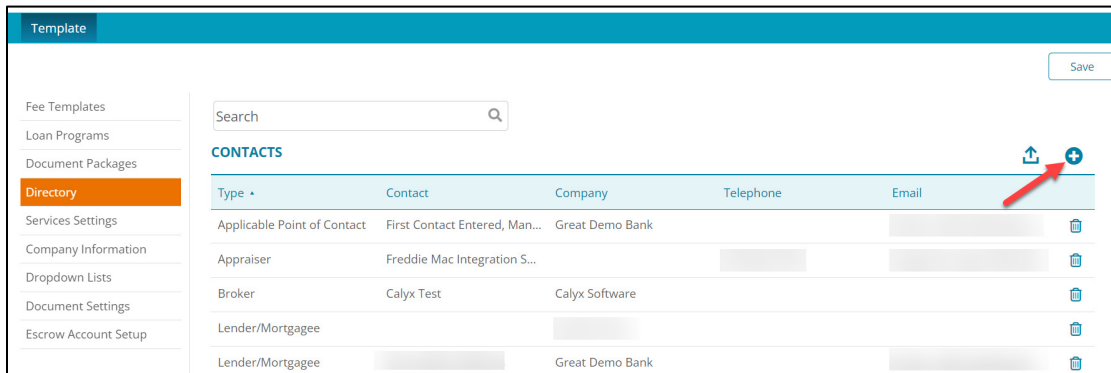 Template
Save
Fee Templates
Loan Programs
Document Packages
Directory
Services Settings
Company Information
Dropdown Lists
Document Settings
Escrow Account Setup
Search
CONTACTS
Type Contact Company Telephone Email
Applicable Point of Contact First Contact Entered, Man... Great Demo Bank
Appraiser Freddie Mac Integration S...
Broker Calyx Test Calyx Software
Lender/Mortgagee
Lender/Mortgagee Great Demo Bank